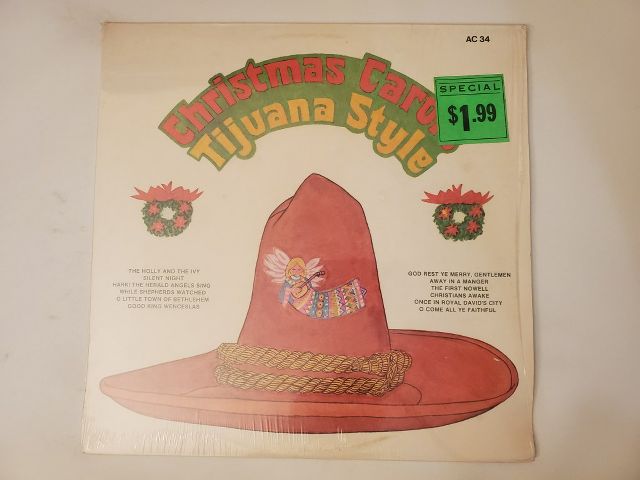 AC 34
Christmas Carols
Tijuana Style
SPECIAL
$1.99
THE HOLLY AND THE IVY
SILENT NIGHT
HARK! THE HERALD ANGELS SING
WHILE SHEPHERDS WATCHED
O LITTLE TOWN OF BETHLEHEM
GOOD KING WENCESLAS
GOD REST YE MERRY, GENTLEMEN
AWAY IN A MANGER
THE FIRST NOWELL
CHRISTIANS AWAKE
ONCE IN ROYAL DAVID'S CITY
O COME ALL YE FAITHFUL